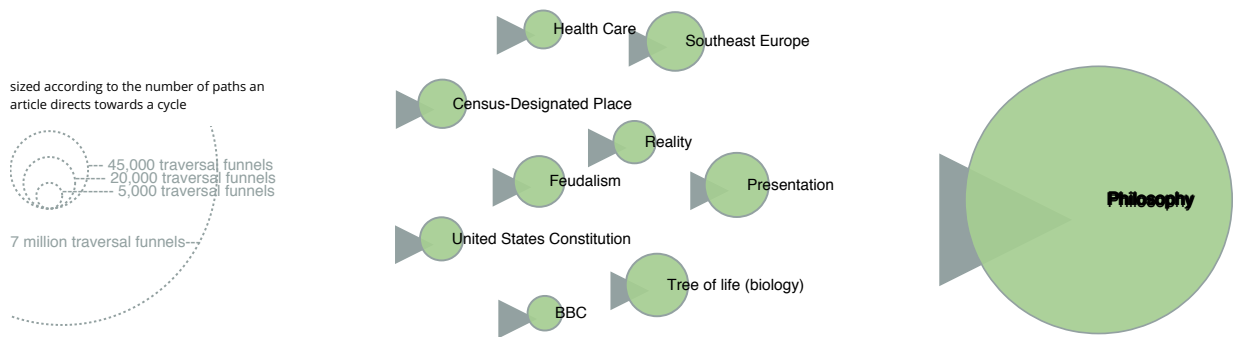 sized according to the number of paths an
article directs towards a cycle
45,000 traversal funnels
20,000 traversal funnels
5,000 traversal funnels
7 million traversal funnels
Health Care
Southeast Europe
Census-Designated Place
Reality
Feudalism
Presentation
United States Constitution
Tree of life (biology)
BBC
Philosophy